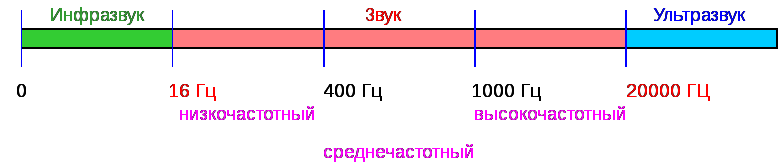 Инфразвук Звук Ультразвук
0 16 Гц 400 Гц 1000 Гц 20000 ГЦ
низкочастотный высокочастотный
среднечастотный